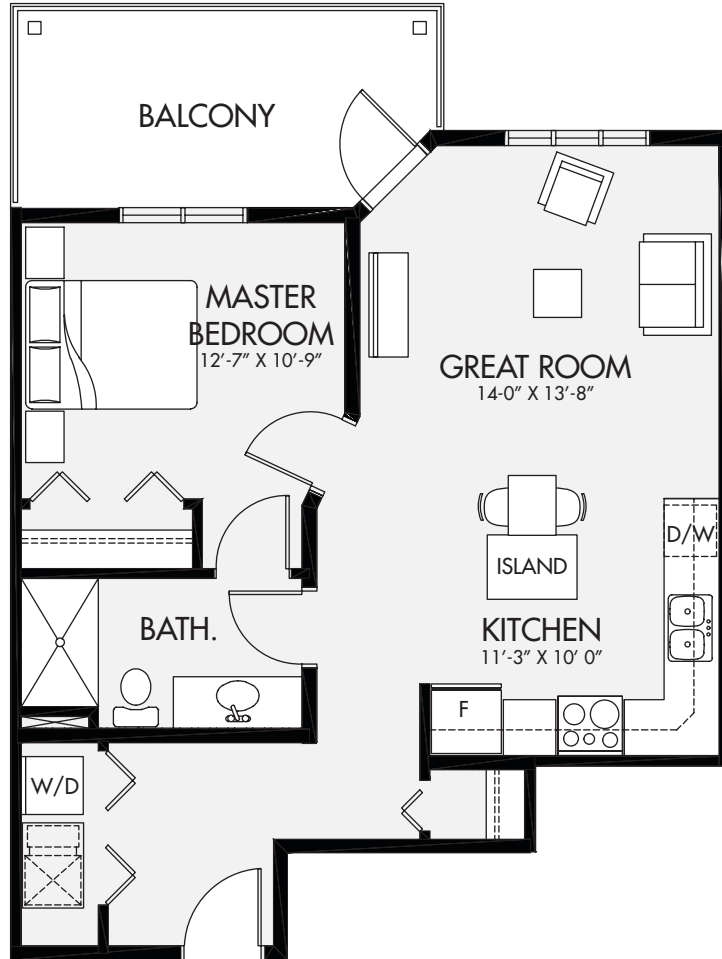 BALCONY
MASTER
BEDROOM
12’-7” X 10’-9”
GREAT ROOM
14-0” X 13’-8”
D/W
ISLAND
BATH.
KITCHEN
11’-3” X 10’ 0”
F
W/D